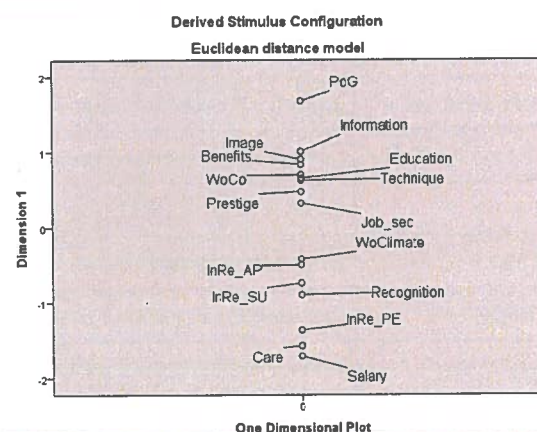 Derived Stimulus Configuration
Euclidean distance model
2
PoG
Information
Image
1
Benefits
Education
WoCo
Technique
Prestige
Job_sec
Dimension 1
0
WoClimate
InRe_AP
InRe_SU
Recognition
-1
InRe_PE
Care
Salary
-2
0
One Dimensional Plot